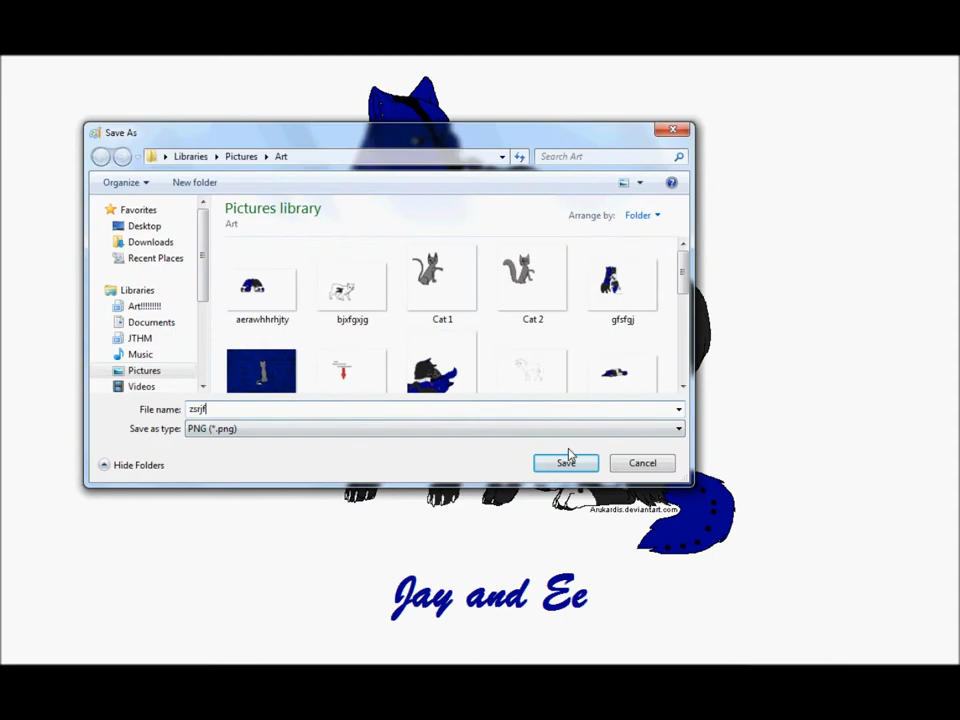 Save As
Libraries Pictures Art
Search Art
Organize New folder
Favorites
Desktop
Downloads
Recent Places
Libraries
Art!!!!!!!!!
Documents
JTHM
Music
Pictures
Videos
Pictures library
Art
Arrange by: Folder
aerawhhrhjty bjxfgxjg Cat 1 Cat 2 gfsfgj
File name: zsrjf
Save as type: PNG (*.png)
Hide Folders
Save Cancel
Arukardis.deviantart.com
Jay and Ee